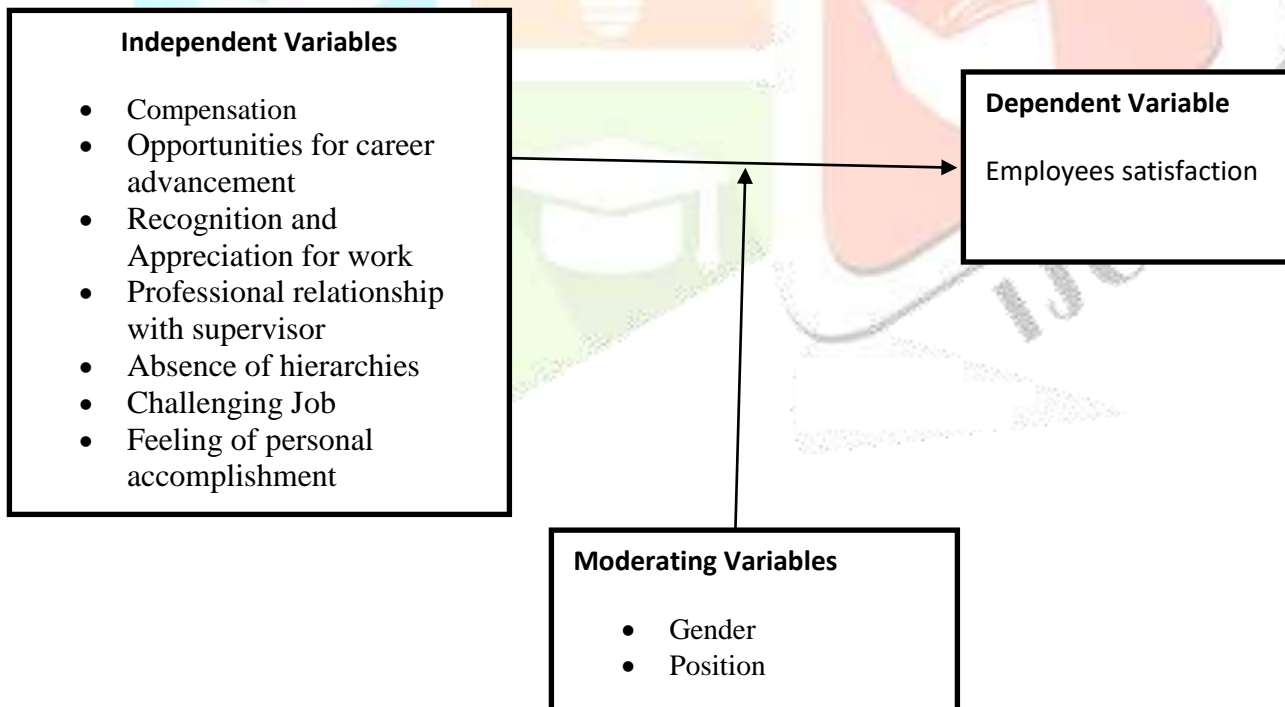 Independent Variables
• Compensation
• Opportunities for career
advancement
• Recognition and
Appreciation for work
• Professional relationship
with supervisor
• Absence of hierarchies
• Challenging Job
• Feeling of personal
accomplishment
Dependent Variable
Employees satisfaction
Moderating Variables
• Gender
• Position